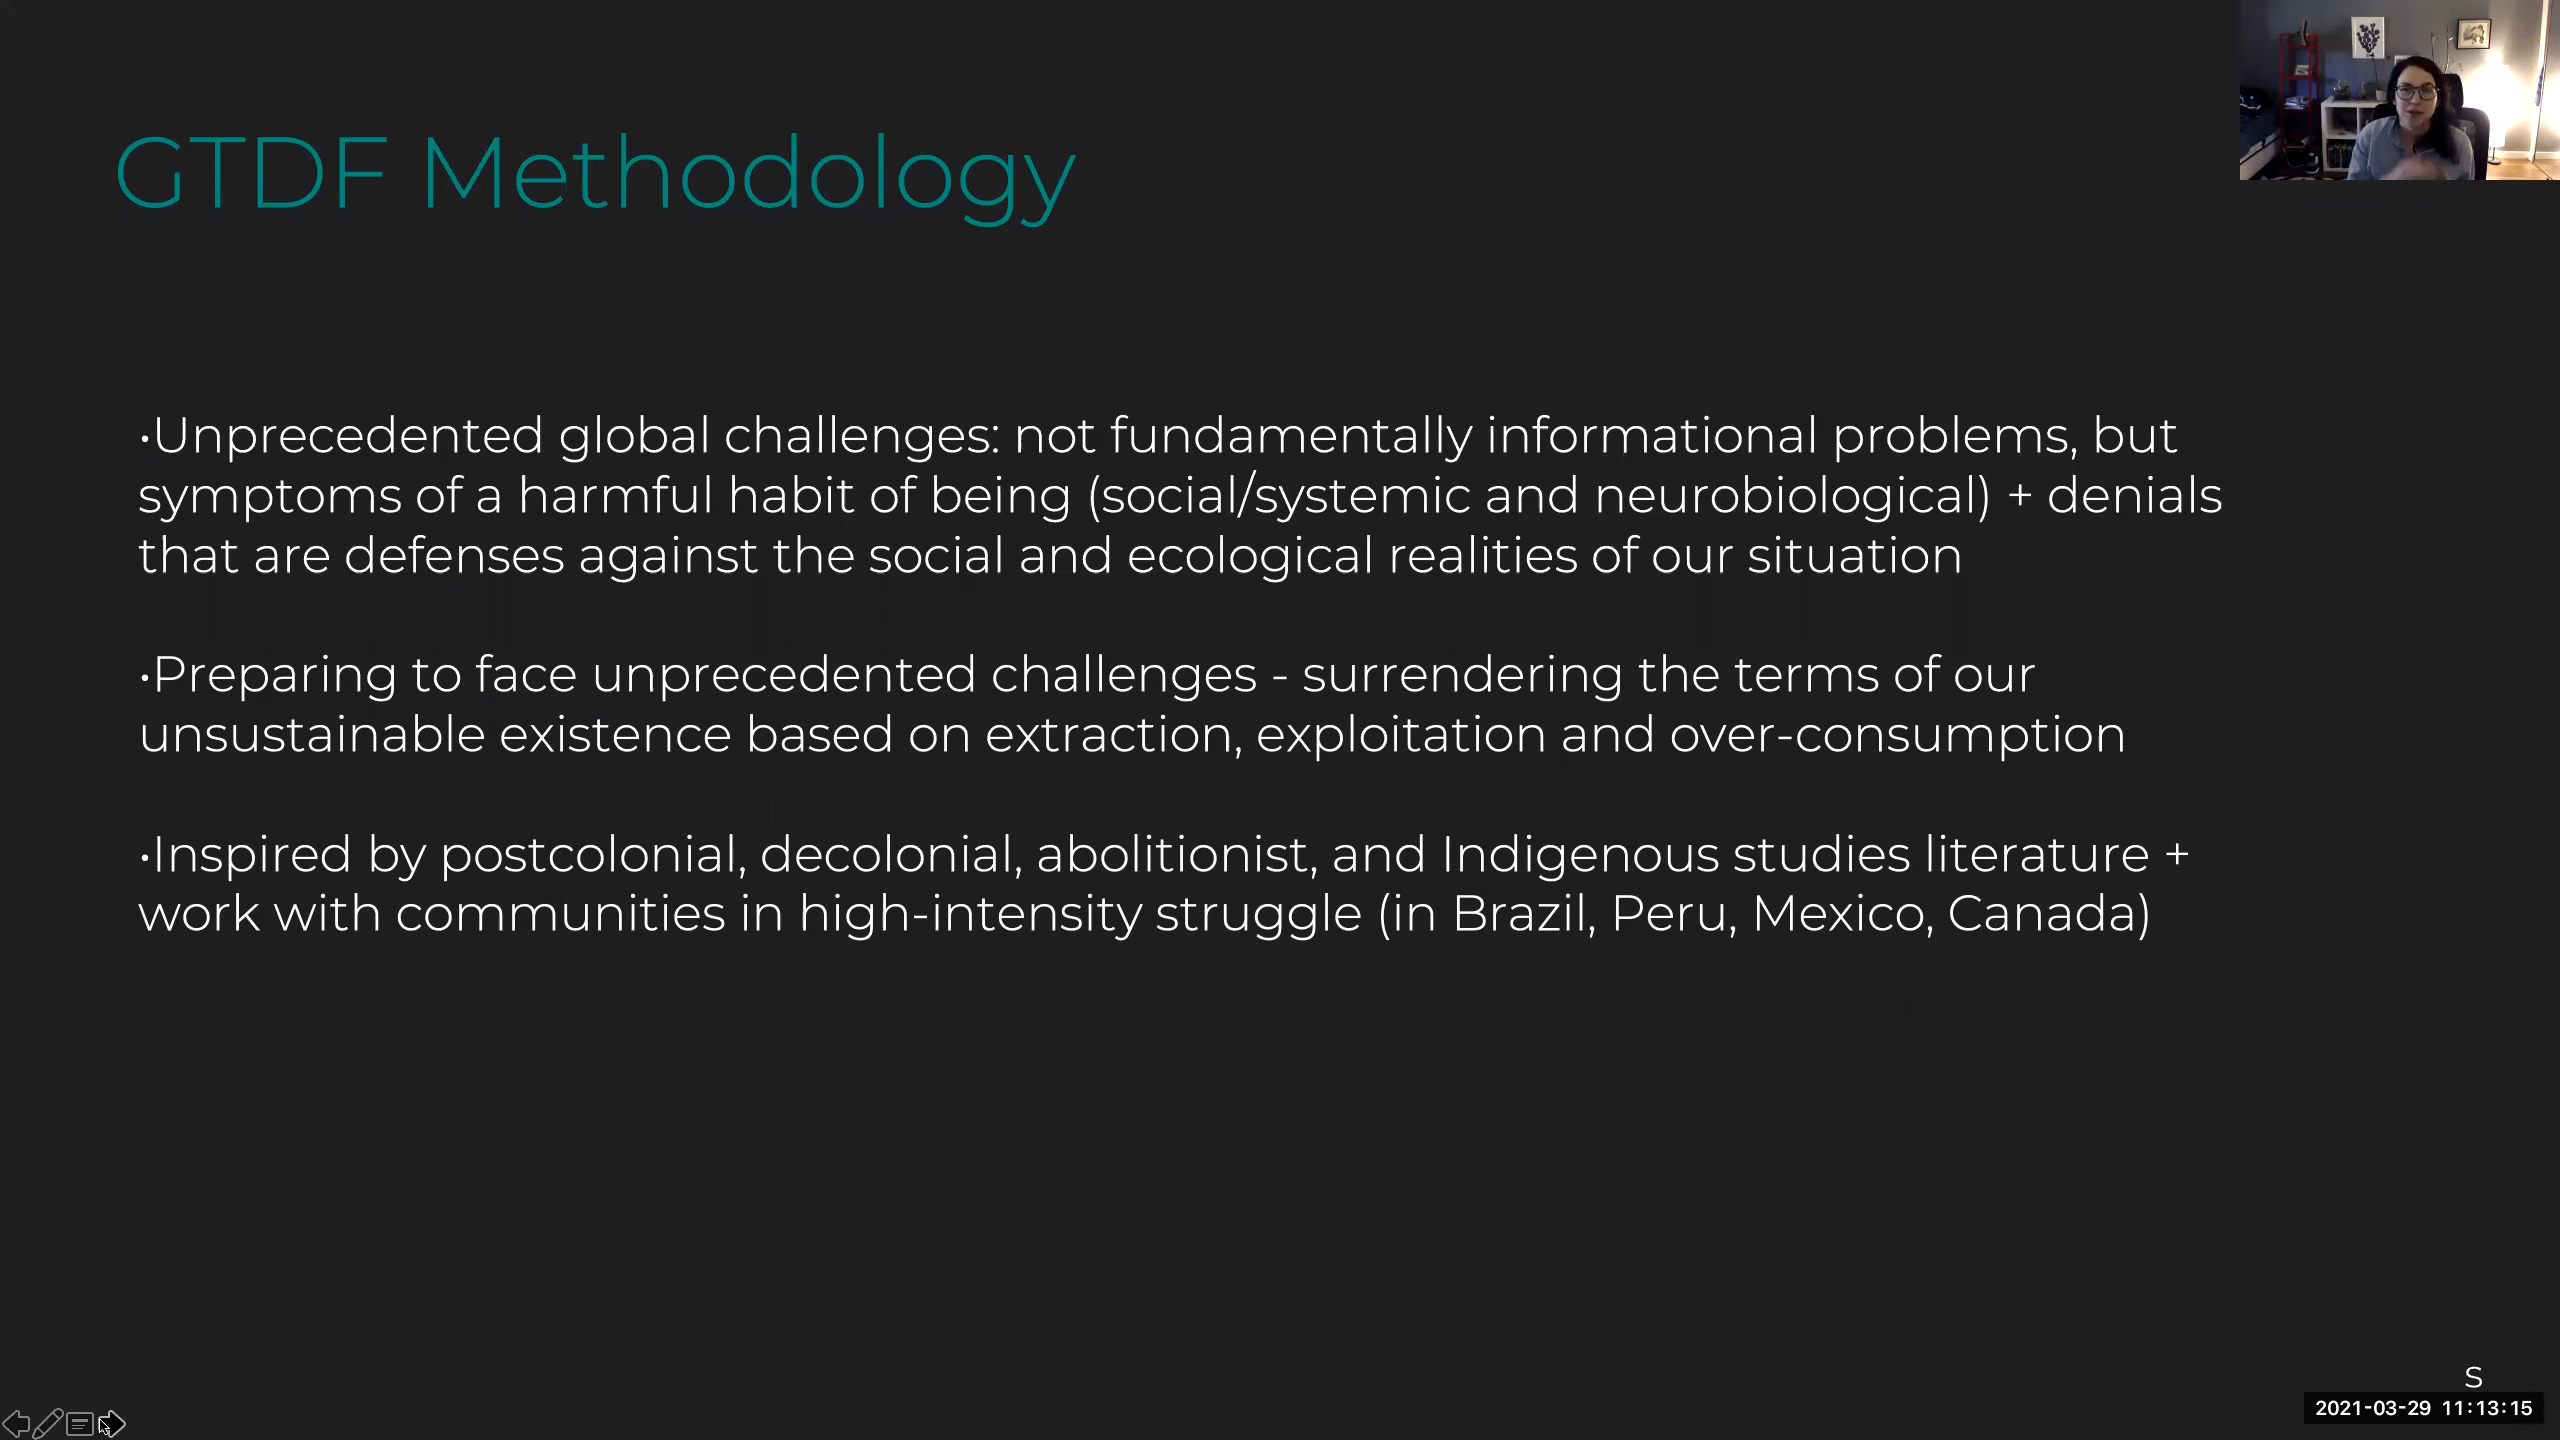 GTDF Methodology
•Unprecedented global challenges: not fundamentally informational problems, but
symptoms of a harmful habit of being (social/systemic and neurobiological) + denials
that are defenses against the social and ecological realities of our situation
•Preparing to face unprecedented challenges - surrendering the terms of our
unsustainable existence based on extraction, exploitation and over-consumption
•Inspired by postcolonial, decolonial, abolitionist, and Indigenous studies literature +
work with communities in high-intensity struggle (in Brazil, Peru, Mexico, Canada)
S
2021-03-29 11:13:15